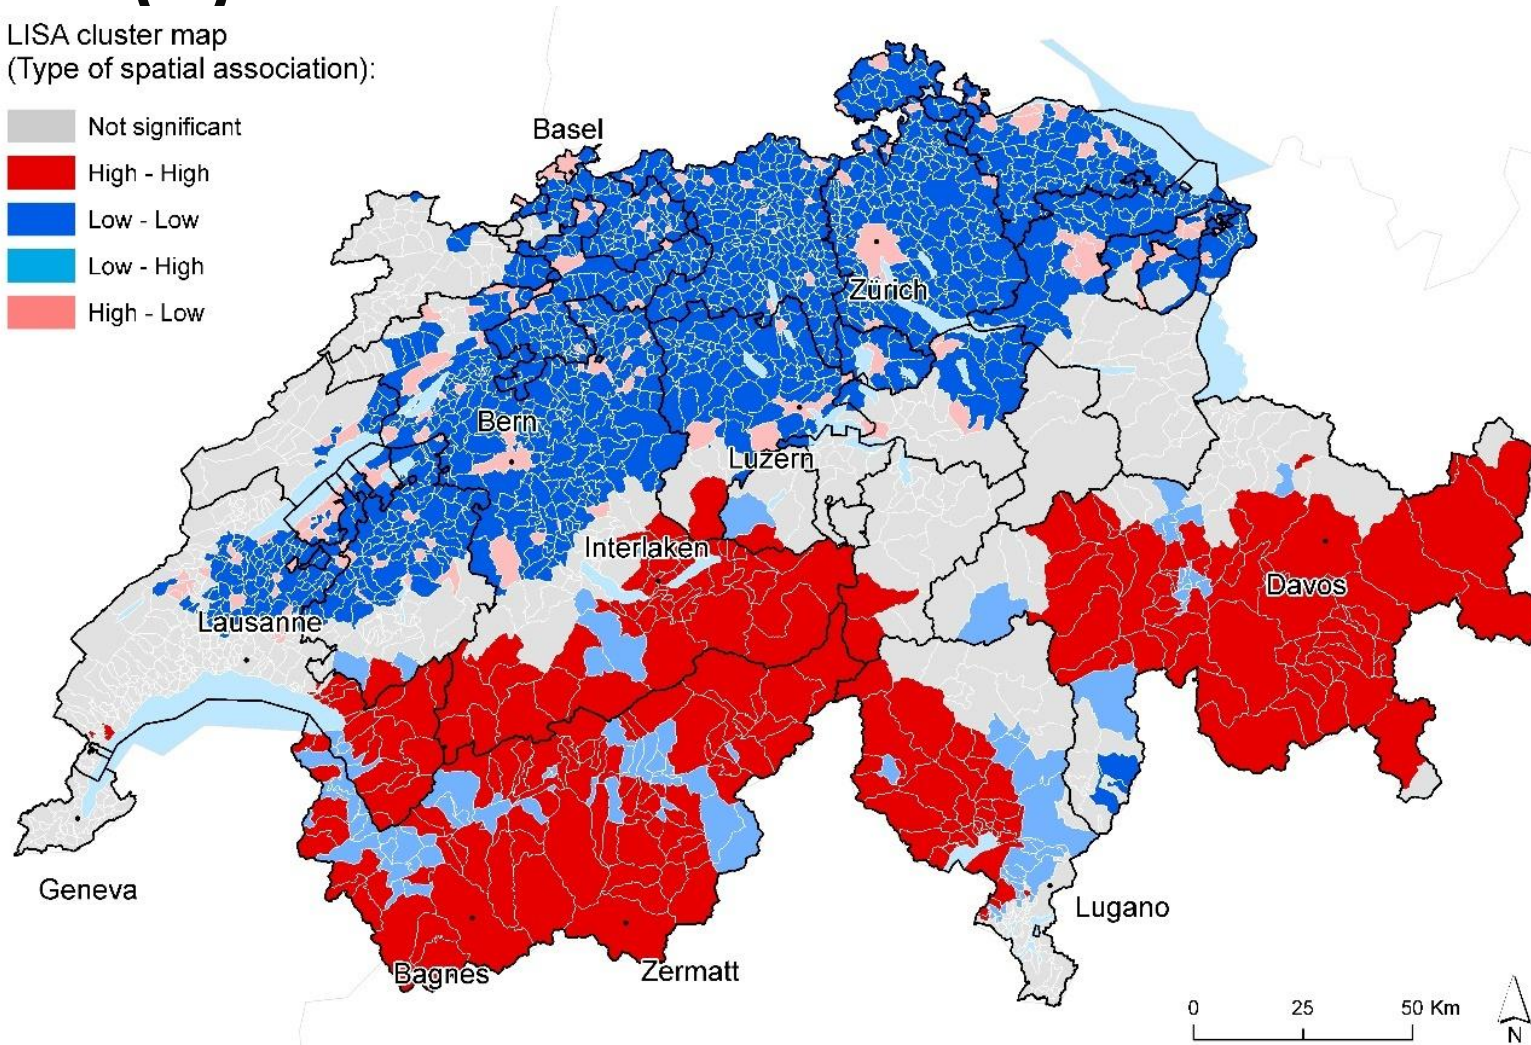 LISA cluster map
(Type of spatial association):
Not significant
High - High
Low - Low
Low - High
High - Low
Basel
Zürich
Bern
Luzern
Interlaken
Davos
Lausanne
Geneva
Lugano
Bagnes
Zermatt
0 25 50 Km
N